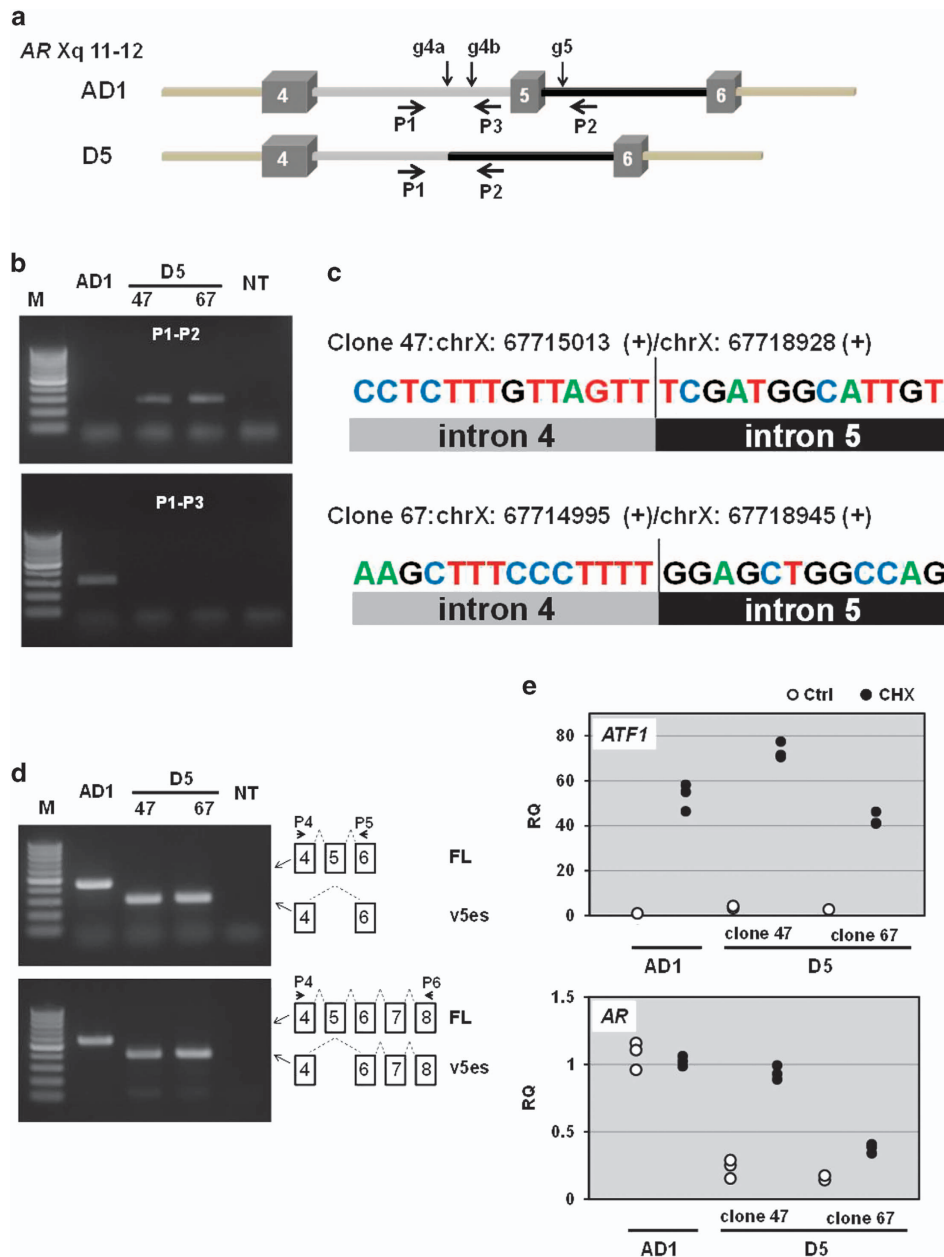 a
AR Xq 11-12
g4a g4b g5
AD1
4 5 6
P1 P3 P2
D5
4 6
P1 P2
b
AD1 D5 NT
M 47 67
P1-P2
P1-P3
c
Clone 47:chrX: 67715013 (+)/chrX: 67718928 (+)
CCTCTTTGTTAGTT TCGATGGCATTGT
intron 4 intron 5
Clone 67:chrX: 67714995 (+)/chrX: 67718945 (+)
AAGCTTTCCCTTTT GGAGCTGGCCAG
intron 4 intron 5
d
AD1 D5 NT
M 47 67
P4 P5
4 5 6 FL
4 6 v5es
P4 P6
4 5 6 7 8 FL
4 6 7 8 v5es
e
Ctrl CHX
ATF1
RQ
80
60
40
20
0
clone 47 clone 67
AD1 D5
AR
RQ
1.5
1
0.5
0
clone 47 clone 67
AD1 D5